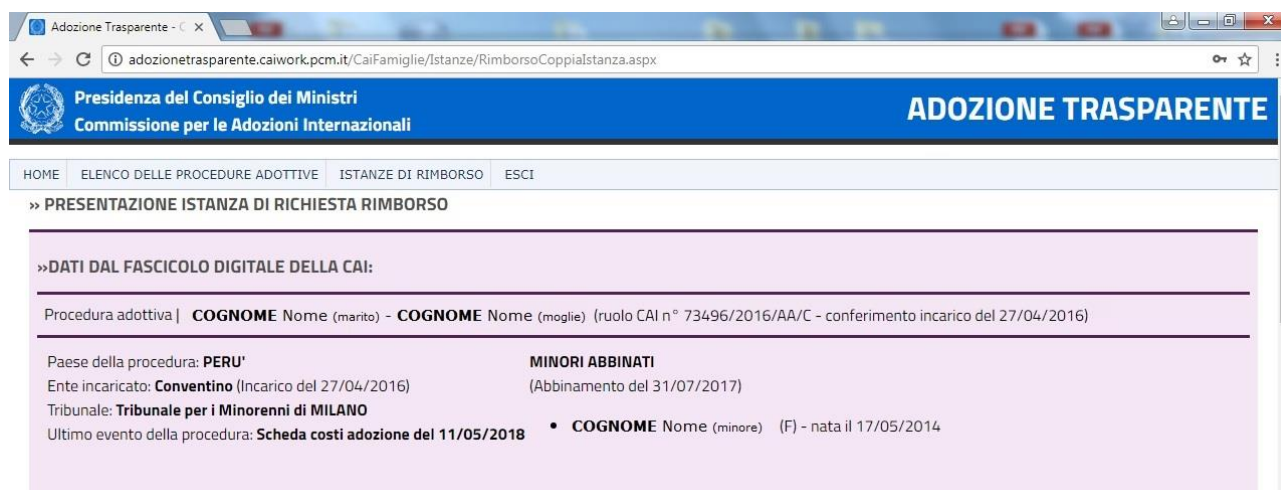 Adozione Trasparente - C
adozionetrasparente.caiwork.pcm.it/CaiFamiglie/Istanze/RimborsoCoppiaIstanza.aspx
Presidenza del Consiglio dei Ministri
Commissione per le Adozioni Internazionali
ADOZIONE TRASPARENTE
HOME ELENCO DELLE PROCEDURE ADOTTIVE ISTANZE DI RIMBORSO ESCI
» PRESENTAZIONE ISTANZA DI RICHIESTA RIMBORSO
»DATI DAL FASCICOLO DIGITALE DELLA CAI:
Procedura adottiva | COGNOME Nome (marito) - COGNOME Nome (moglie) (ruolo CAI n° 73496/2016/AA/C - conferimento incarico del 27/04/2016)
Paese della procedura: PERU'
Ente incaricato: Conventino (Incarico del 27/04/2016)
Tribunale: Tribunale per i Minorenni di MILANO
Ultimo evento della procedura: Scheda costi adozione del 11/05/2018
MINORI ABBINATI
(Abbinamento del 31/07/2017)
• COGNOME Nome (minore) (F) - nata il 17/05/2014